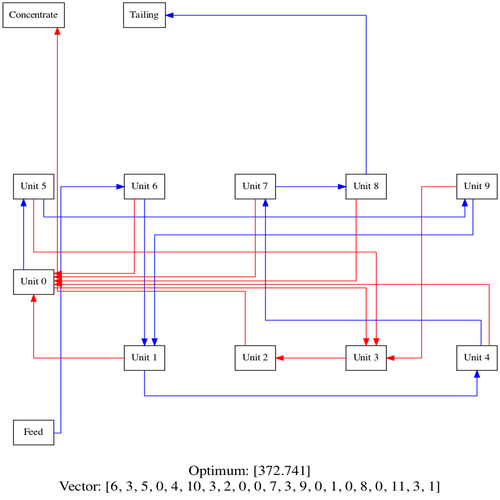 Concentrate
Tailing
Unit 5
Unit 6
Unit 7
Unit 8
Unit 9
Unit 0
Unit 1
Unit 2
Unit 3
Unit 4
Feed
Optimum: [372.741]
Vector: [6, 3, 5, 0, 4, 10, 3, 2, 0, 0, 7, 3, 9, 0, 1, 0, 8, 0, 11, 3, 1]